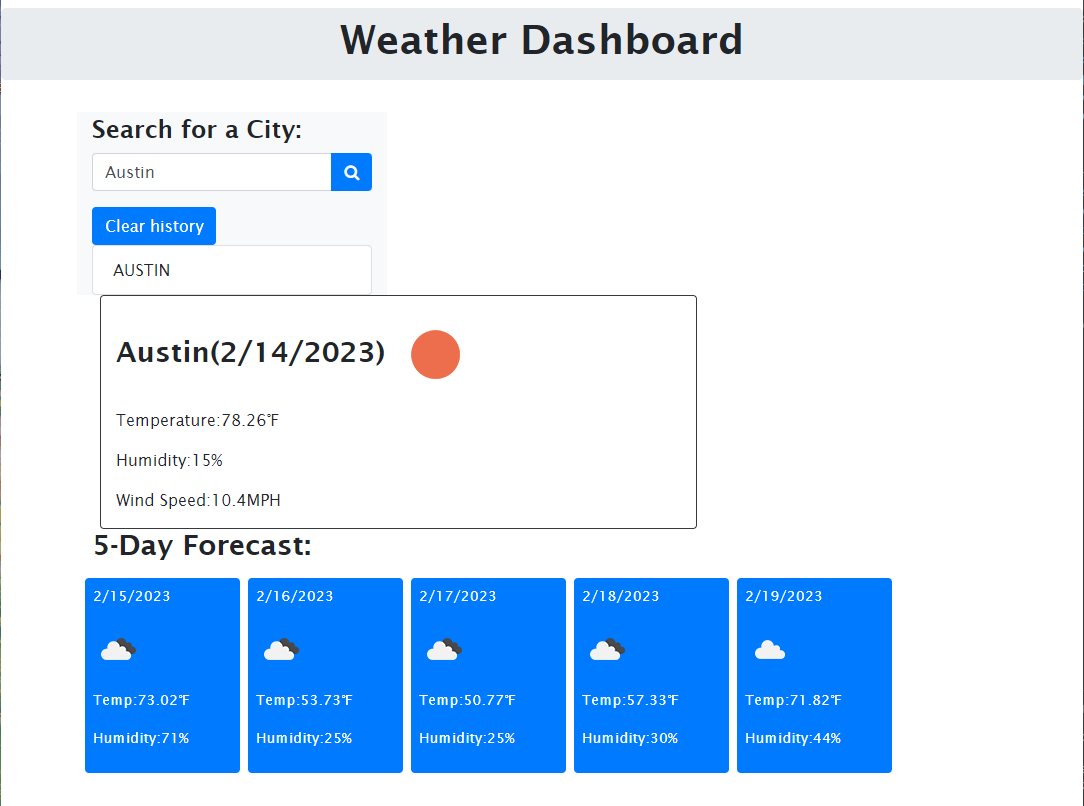 Weather Dashboard
Search for a City:
Austin
Clear history
AUSTIN
Austin(2/14/2023)
Temperature:78.26°F
Humidity:15%
Wind Speed:10.4MPH
5-Day Forecast:
2/15/2023
Temp:73.02°F
Humidity:71%
2/16/2023
Temp:53.73°F
Humidity:25%
2/17/2023
Temp:50.77°F
Humidity:25%
2/18/2023
Temp:57.33°F
Humidity:30%
2/19/2023
Temp:71.82°F
Humidity:44%